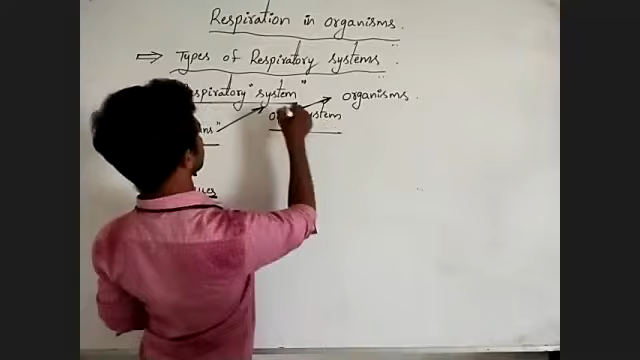 Respiration in organisms.
⇒ Types of Respiratory systems.
Respiratory "system" → organisms.
system